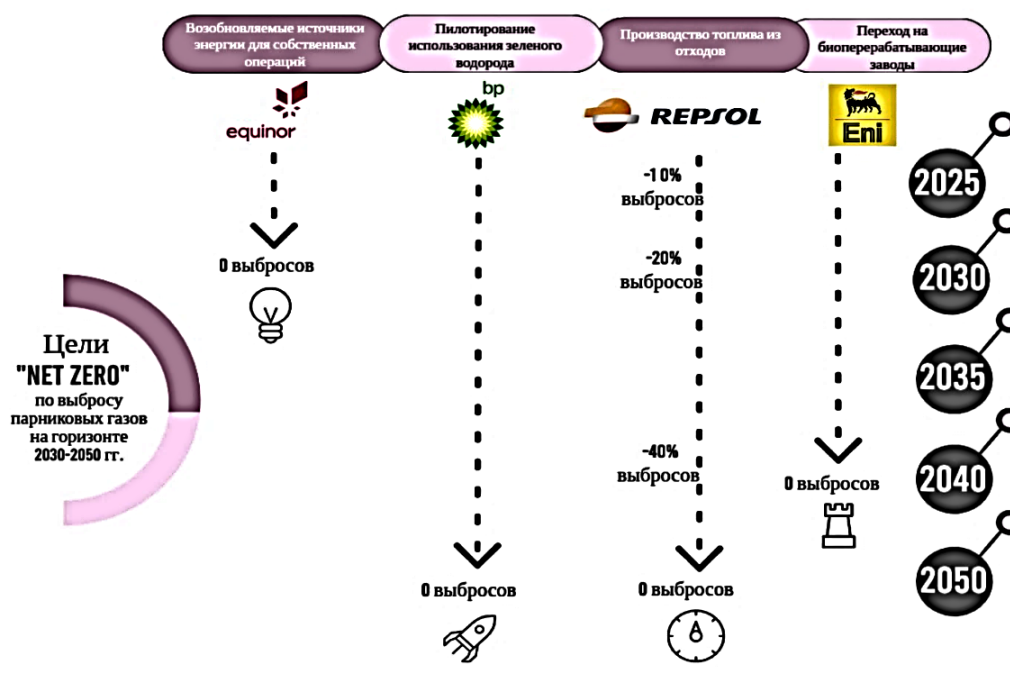 Возобновляемые источники
энергии для собственных
операций
Пилотирование
использования зеленого
водорода
Производство топлива из
отходов
Переход на
биоперерабатывающие
заводы
equinor
bp
REPSOL
Eni
-10%
выбросов
2025
0 выбросов
-20%
выбросов
2030
Цели
"NET ZERO"
по выбросу
парниковых газов
на горизонте
2030-2050 гг.
2035
-40%
выбросов
0 выбросов
2040
0 выбросов
0 выбросов
2050